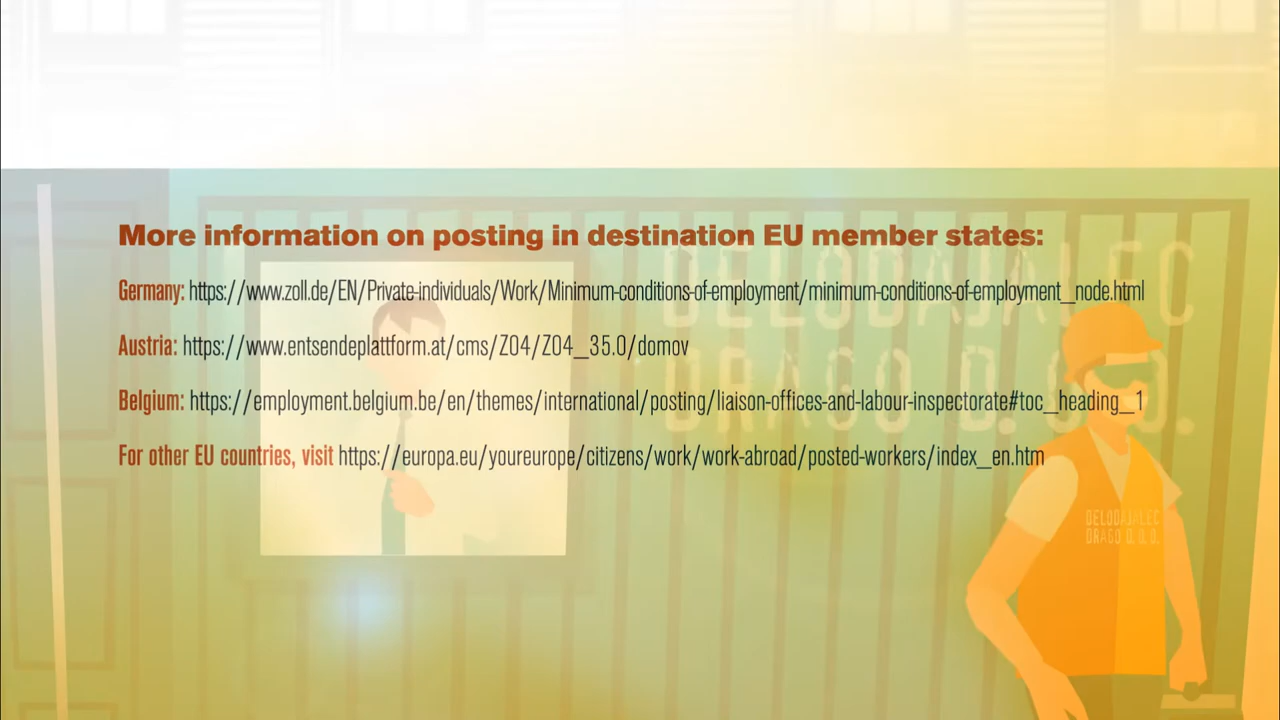 More information on posting in destination EU member states:
Germany: https://www.zoll.de/EN/Private-individuals/Work/Minimum-conditions-of-employment/minimum-conditions-of-employment_node.html
Austria: https://www.entsendeplattform.at/cms/Z04/Z04_35.0/domov
Belgium: https://employment.belgium.be/en/themes/international/posting/liaison-offices-and-labour-inspectorate#toc_heading_1
For other EU countries, visit https://europa.eu/youreurope/citizens/work/work-abroad/posted-workers/index_en.htm
DELODAJALEC
DRAGO D. O. O.
DELODAJALEC
DRAGO D. O. O.